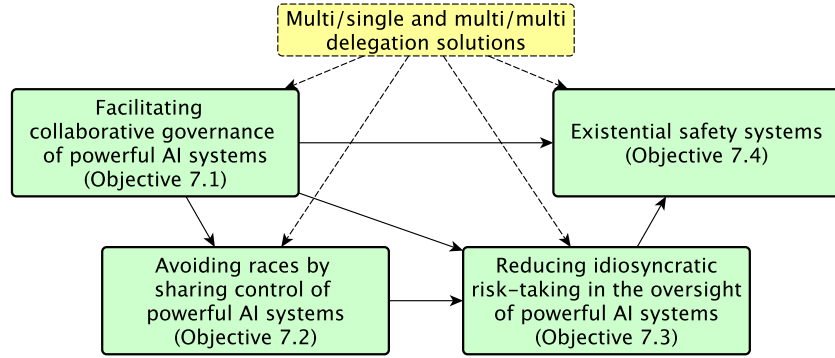 Multi/single and multi/multi
delegation solutions
Facilitating
collaborative governance
of powerful AI systems
(Objective 7.1)
Existential safety systems
(Objective 7.4)
Avoiding races by
sharing control of
powerful AI systems
(Objective 7.2)
Reducing idiosyncratic
risk-taking in the oversight
of powerful AI systems
(Objective 7.3)